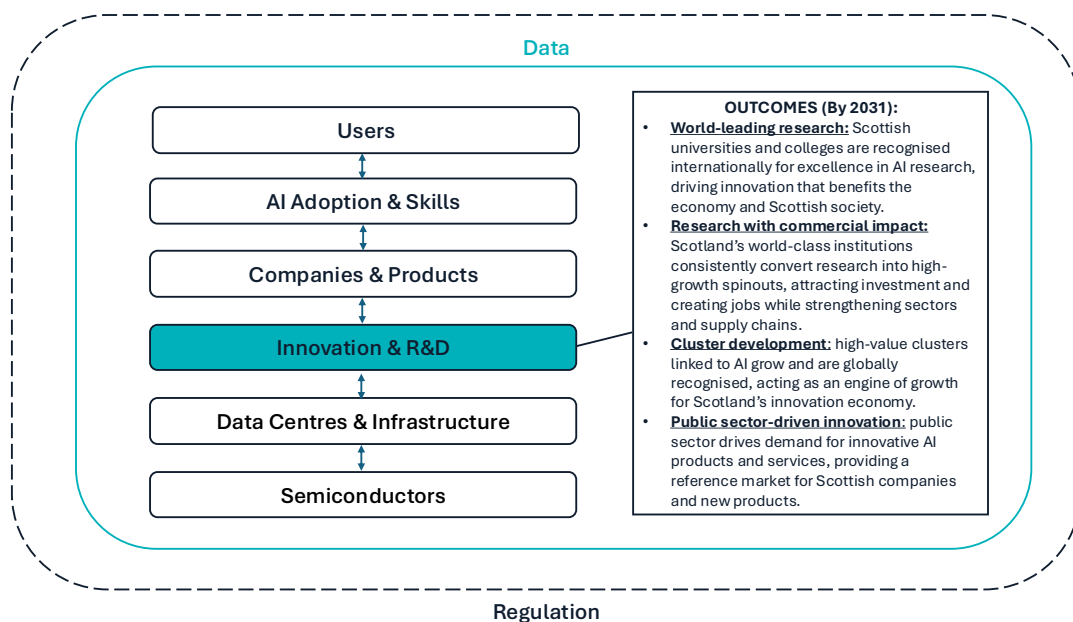 Data
Users
AI Adoption & Skills
Companies & Products
Innovation & R&D
Data Centres & Infrastructure
Semiconductors
OUTCOMES (By 2031):
• World-leading research: Scottish
universities and colleges are recognised
internationally for excellence in AI research,
driving innovation that benefits the
economy and Scottish society.
• Research with commercial impact:
Scotland’s world-class institutions
consistently convert research into high-
growth spinouts, attracting investment and
creating jobs while strengthening sectors
and supply chains.
• Cluster development: high-value clusters
linked to AI grow and are globally
recognised, acting as an engine of growth
for Scotland’s innovation economy.
• Public sector-driven innovation: public
sector drives demand for innovative AI
products and services, providing a
reference market for Scottish companies
and new products.
Regulation